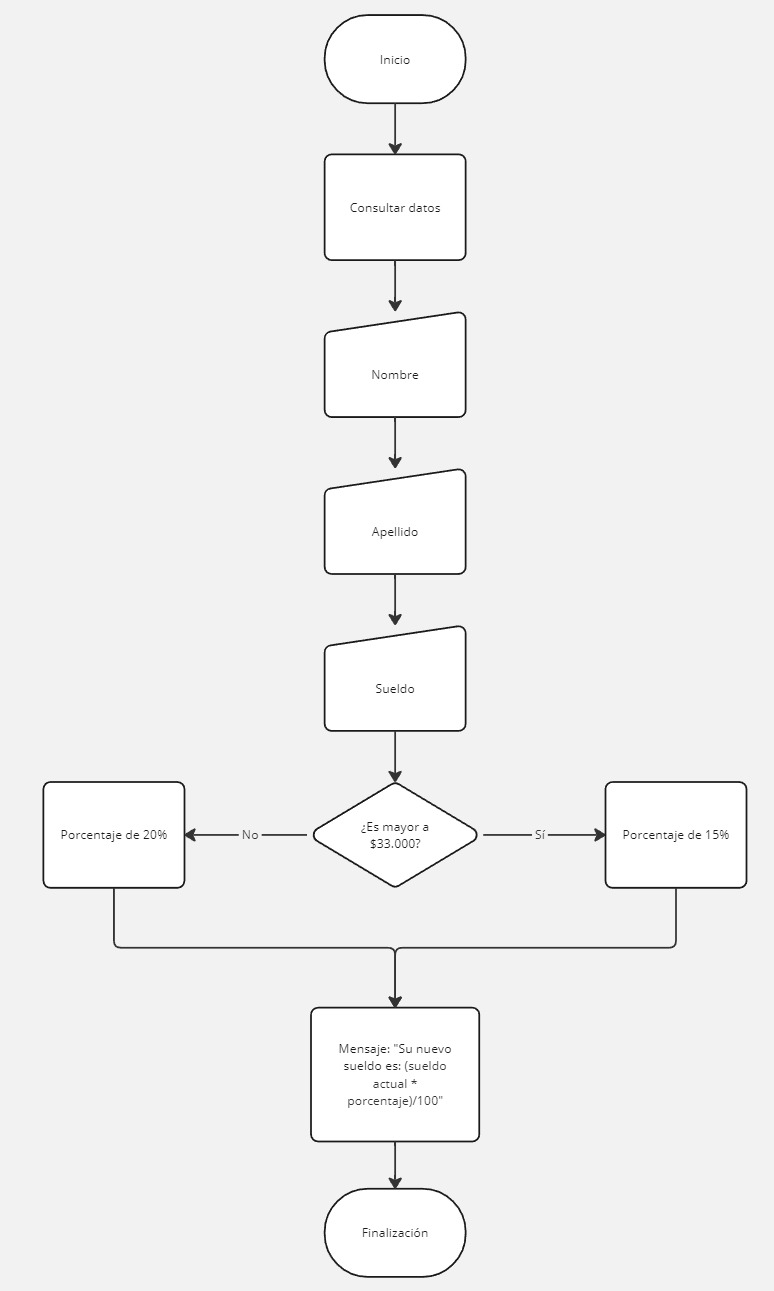 Inicio
Consultar datos
Nombre
Apellido
Sueldo
¿Es mayor a
$33.000?
Porcentaje de 20%
No
Sí
Porcentaje de 15%
Mensaje: "Su nuevo
sueldo es: (sueldo
actual *
porcentaje)/100"
Finalización